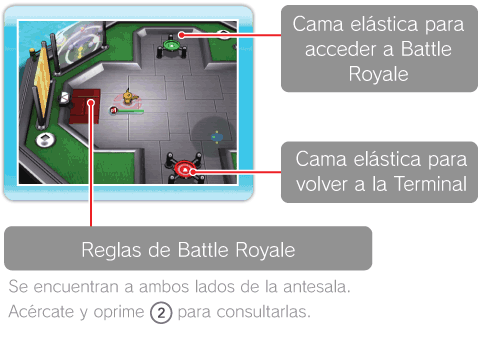 Cama elástica para
acceder a Battle
Royale
Cama elástica para
volver a la Terminal
Reglas de Battle Royale
Se encuentran a ambos lados de la antesala.
Acércate y oprime 2 para consultarlas.